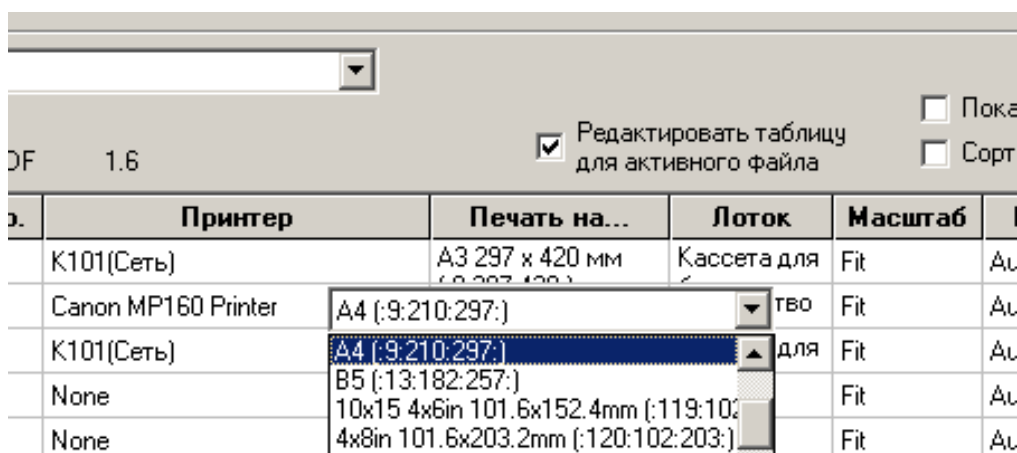 Редактировать таблицу
для активного файла
1.6
Принтер Печать на... Лоток Масштаб
K101(Сеть) A3 297 x 420 мм Кассета для Fit
Canon MP160 Printer A4 (:9:210:297:) Fit
K101(Сеть) A4 (:9:210:297:) для Fit
B5 (:13:182:257:)
None 10x15 4x6in 101.6x152.4mm (:119:102 Fit
None 4x8in 101.6x203.2mm (:120:102:203:) Fit